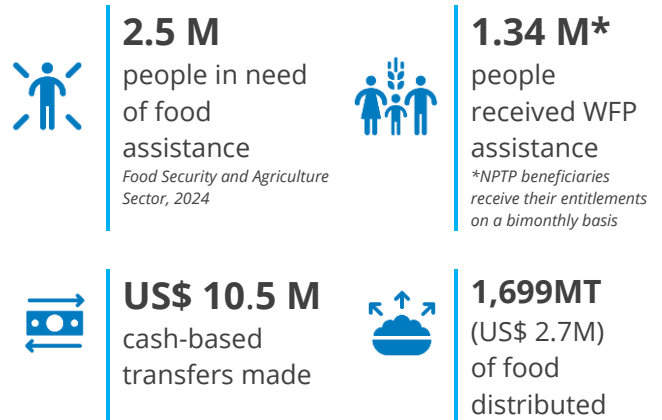 2.5 M
people in need
of food
assistance
Food Security and Agriculture
Sector, 2024
1.34 M*
people
received WFP
assistance
*NPTP beneficiaries
receive their entitlements
on a bimonthly basis
US$ 10.5 M
cash-based
transfers made
1,699MT
(US$ 2.7M)
of food
distributed